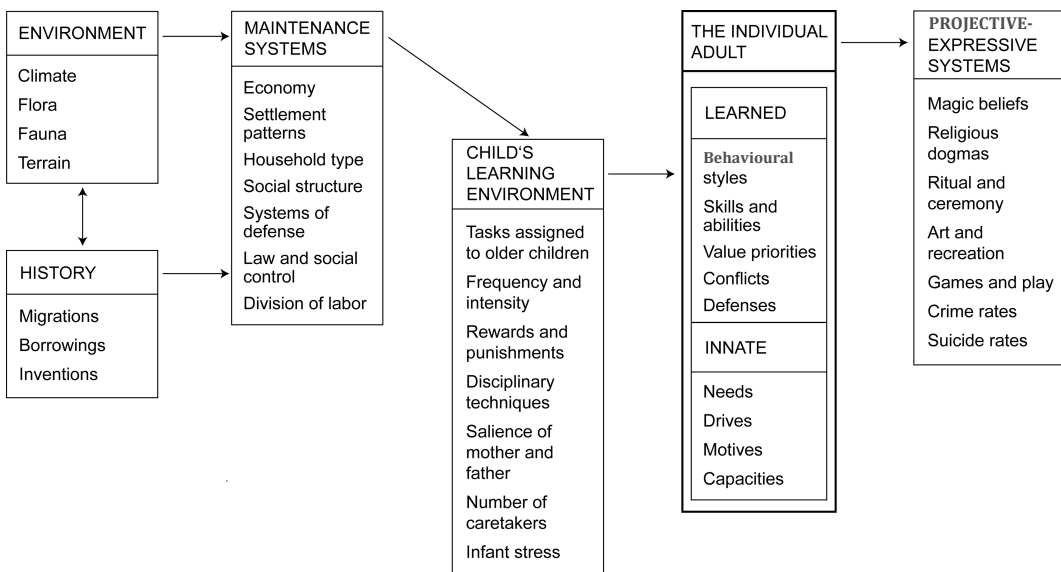 ENVIRONMENT
Climate
Flora
Fauna
Terrain
HISTORY
Migrations
Borrowings
Inventions
MAINTENANCE
SYSTEMS
Economy
Settlement
patterns
Household type
Social structure
Systems of
defense
Law and social
control
Division of labor
CHILD'S
LEARNING
ENVIRONMENT
Tasks assigned
to older children
Frequency and
intensity
Rewards and
punishments
Disciplinary
techniques
Salience of
mother and
father
Number of
caretakers
Infant stress
THE INDIVIDUAL
ADULT
LEARNED
Behavioural
styles
Skills and
abilities
Value priorities
Conflicts
Defenses
INNATE
Needs
Drives
Motives
Capacities
PROJECTIVE-
EXPRESSIVE
SYSTEMS
Magic beliefs
Religious
dogmas
Ritual and
ceremony
Art and
recreation
Games and play
Crime rates
Suicide rates